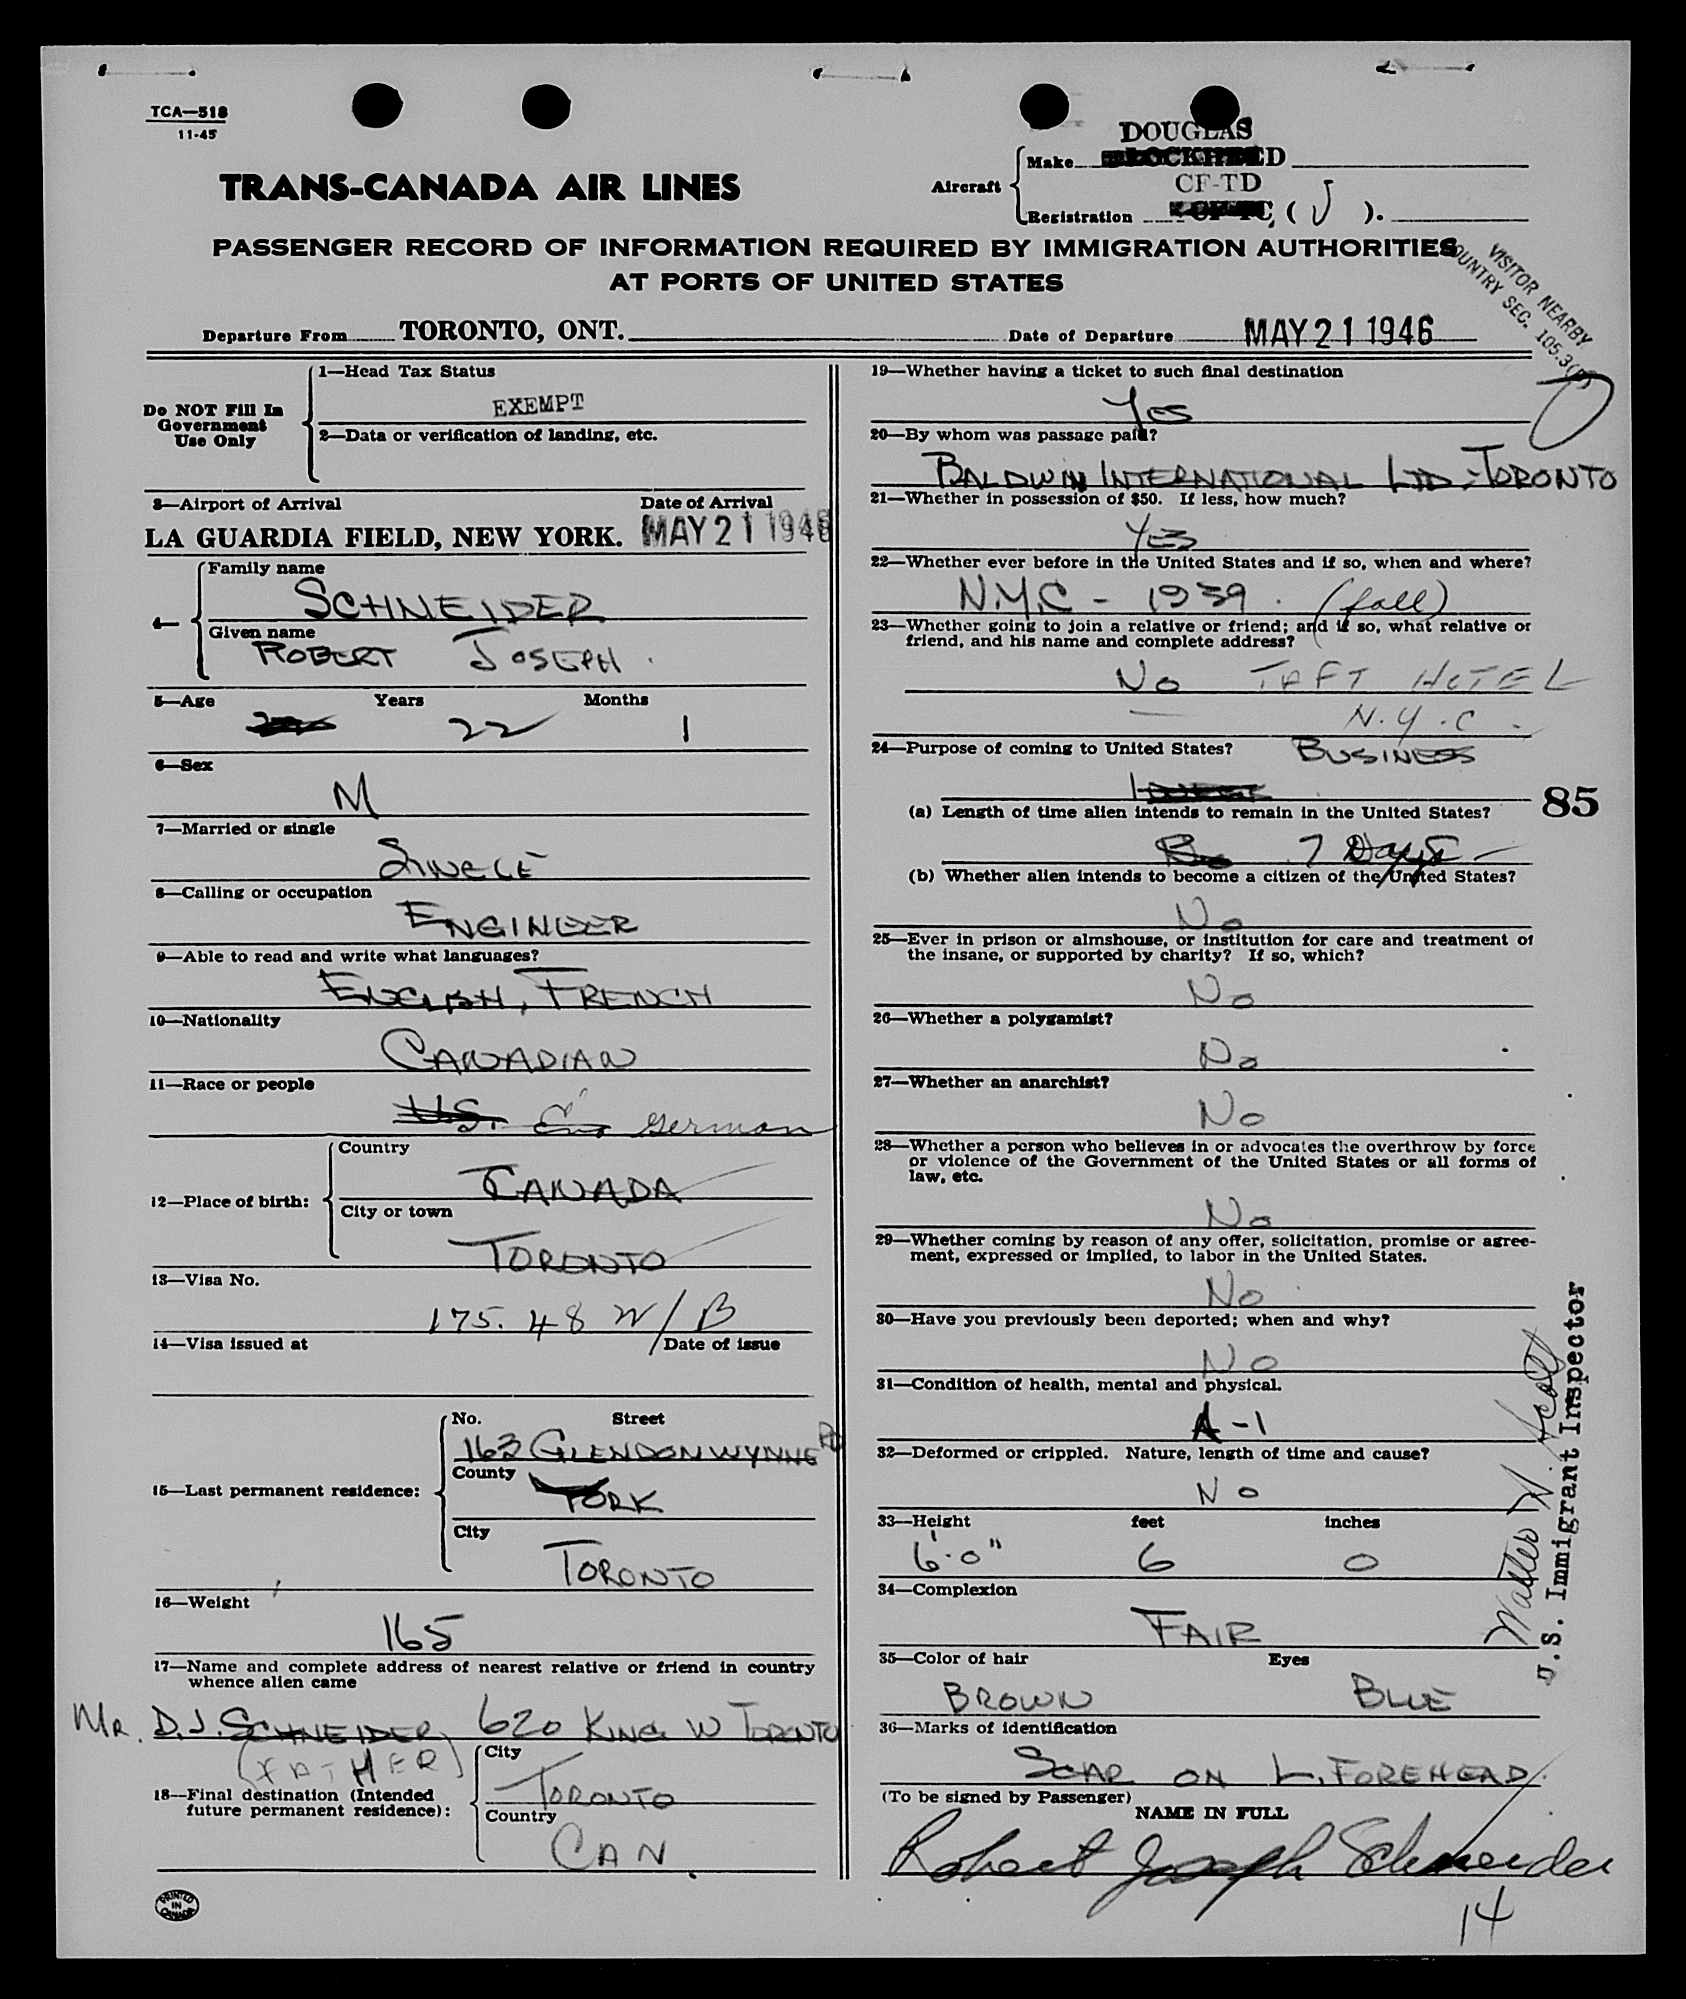 TCA—518
11-45
DOUGLAS
Make LOCKHEED
TRANS-CANADA AIR LINES
Aircraft
CF-TD
Registration CF-TC, ( J ).
PASSENGER RECORD OF INFORMATION REQUIRED BY IMMIGRATION AUTHORITIES
AT PORTS OF UNITED STATES
VISITOR NEARBY
COUNTRY SEC. 105.3(
Departure From TORONTO, ONT.
Date of Departure MAY 21 1946
Do NOT Fill In
Government
Use Only
1—Head Tax Status
EXEMPT
2—Data or verification of landing, etc.
3—Airport of Arrival Date of Arrival
LA GUARDIA FIELD, NEW YORK. MAY 21 1946
4—
Family name
SCHNEIDER
Given name
ROBERT JOSEPH.
5—Age Years Months
22 1
6—Sex
M
7—Married or single
SINGLE
8—Calling or occupation
ENGINEER
9—Able to read and write what languages?
ENGLISH, FRENCH
10—Nationality
CANADIAN
11—Race or people
U.S. Eng German
12—Place of birth:
Country
CANADA
City or town
TORONTO
13—Visa No.
175.48 W/B
14—Visa issued at Date of issue
15—Last permanent residence:
No. Street
163 GLENDONWYNNE RD
County
YORK
City
TORONTO
16—Weight
165
17—Name and complete address of nearest relative or friend in country
whence alien came
MR. D.J. SCHNEIDER, 620 KING W TORONTO
(FATHER)
18—Final destination (Intended
future permanent residence):
City
TORONTO
Country
CAN.
PRINTED
IN
CANADA
19—Whether having a ticket to such final destination
YES
20—By whom was passage paid?
BALDWIN INTERNATIONAL LTD, TORONTO
21—Whether in possession of $50. If less, how much?
YES
22—Whether ever before in the United States and if so, when and where?
N.Y.C - 1939. (fall)
23—Whether going to join a relative or friend; and if so, what relative or
friend, and his name and complete address?
NO TAFT HOTEL
N.Y.C.
24—Purpose of coming to United States? BUSINESS
(a) Length of time alien intends to remain in the United States?
85
7 Days
(b) Whether alien intends to become a citizen of the United States?
No
25—Ever in prison or almshouse, or institution for care and treatment of
the insane, or supported by charity? If so, which?
No
26—Whether a polygamist?
No
27—Whether an anarchist?
No
28—Whether a person who believes in or advocates the overthrow by force
or violence of the Government of the United States or all forms of
law, etc.
No
29—Whether coming by reason of any offer, solicitation, promise or agree-
ment, expressed or implied, to labor in the United States.
No
30—Have you previously been deported; when and why?
NO
31—Condition of health, mental and physical.
A-1
32—Deformed or crippled. Nature, length of time and cause?
NO
33—Height feet inches
6'-0" 6 0
34—Complexion
FAIR
35—Color of hair Eyes
BROWN BLUE
36—Marks of identification
SCAR ON L. FOREHEAD.
(To be signed by Passenger)
NAME IN FULL
Robert Joseph Schneider
14
Walter W. Scott
U.S. Immigrant Inspector